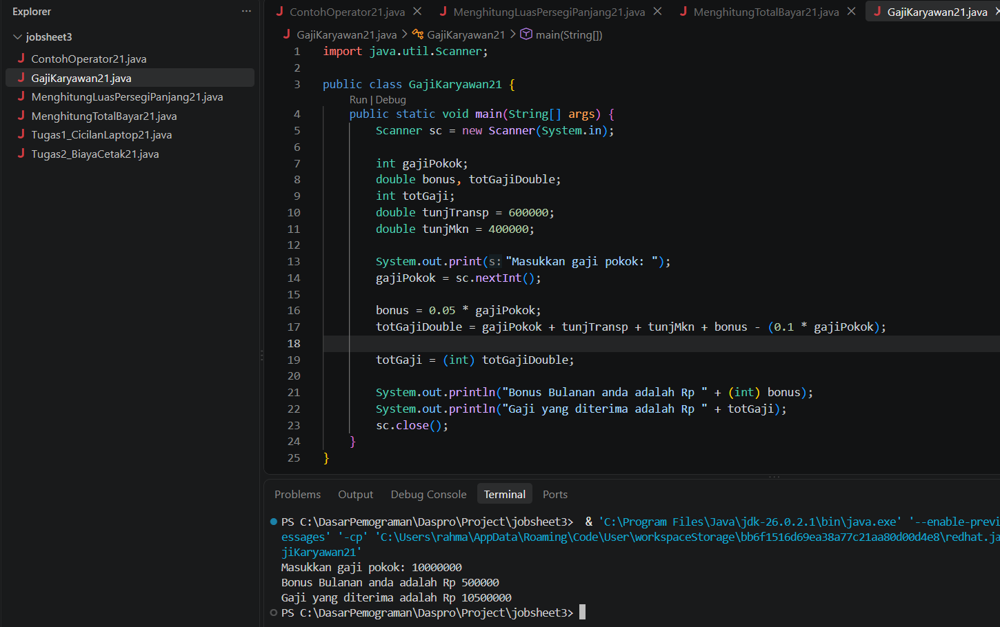 Explorer ...
jobsheet3
ContohOperator21.java
GajiKaryawan21.java
MenghitungLuasPersegiPanjang21.java
MenghitungTotalBayar21.java
Tugas1_CicilanLaptop21.java
Tugas2_BiayaCetak21.java
ContohOperator21.java MenghitungLuasPersegiPanjang21.java MenghitungTotalBayar21.java GajiKaryawan21.java
GajiKaryawan21.java > GajiKaryawan21 > main(String[])
1 import java.util.Scanner;
2
3 public class GajiKaryawan21 {
Run | Debug
4 public static void main(String[] args) {
5 Scanner sc = new Scanner(System.in);
6
7 int gajiPokok;
8 double bonus, totGajiDouble;
9 int totGaji;
10 double tunjTransp = 600000;
11 double tunjMkn = 400000;
12
13 System.out.print(s: "Masukkan gaji pokok: ");
14 gajiPokok = sc.nextInt();
15
16 bonus = 0.05 * gajiPokok;
17 totGajiDouble = gajiPokok + tunjTransp + tunjMkn + bonus - (0.1 * gajiPokok);
18
19 totGaji = (int) totGajiDouble;
20
21 System.out.println("Bonus Bulanan anda adalah Rp " + (int) bonus);
22 System.out.println("Gaji yang diterima adalah Rp " + totGaji);
23 sc.close();
24 }
25 }
Problems Output Debug Console Terminal Ports
PS C:\DasarPemograman\Daspro\Project\jobsheet3> & 'C:\Program Files\Java\jdk-26.0.2.1\bin\java.exe' '--enable-previ
essages' '-cp' 'C:\Users\rahma\AppData\Roaming\Code\User\workspaceStorage\bb6f1516d69ea38a77c21aa80d00d4e8\redhat.ja
jiKaryawan21'
Masukkan gaji pokok: 10000000
Bonus Bulanan anda adalah Rp 500000
Gaji yang diterima adalah Rp 10500000
PS C:\DasarPemograman\Daspro\Project\jobsheet3>